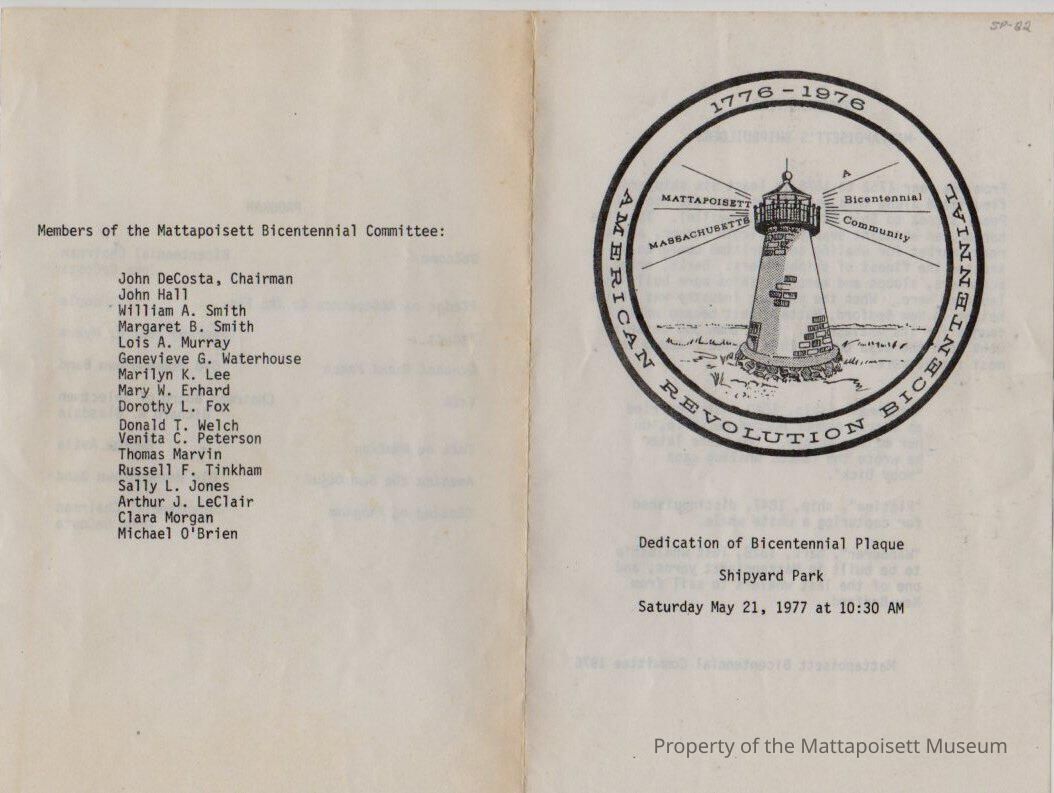 Members of the Mattapoisett Bicentennial Committee:
John DeCosta, Chairman
John Hall
William A. Smith
Margaret B. Smith
Lois A. Murray
Genevieve G. Waterhouse
Marilyn K. Lee
Mary W. Erhard
Dorothy L. Fox
Donald T. Welch
Venita C. Peterson
Thomas Marvin
Russell F. Tinkham
Sally L. Jones
Arthur J. LeClair
Clara Morgan
Michael O'Brien
SP-82
1776-1976
MATTAPOISETT
MASSACHUSETTS
A
Bicentennial
Community
AMERICAN REVOLUTION BICENTENNIAL
Dedication of Bicentennial Plaque
Shipyard Park
Saturday May 21, 1977 at 10:30 AM
Property of the Mattapoisett Museum